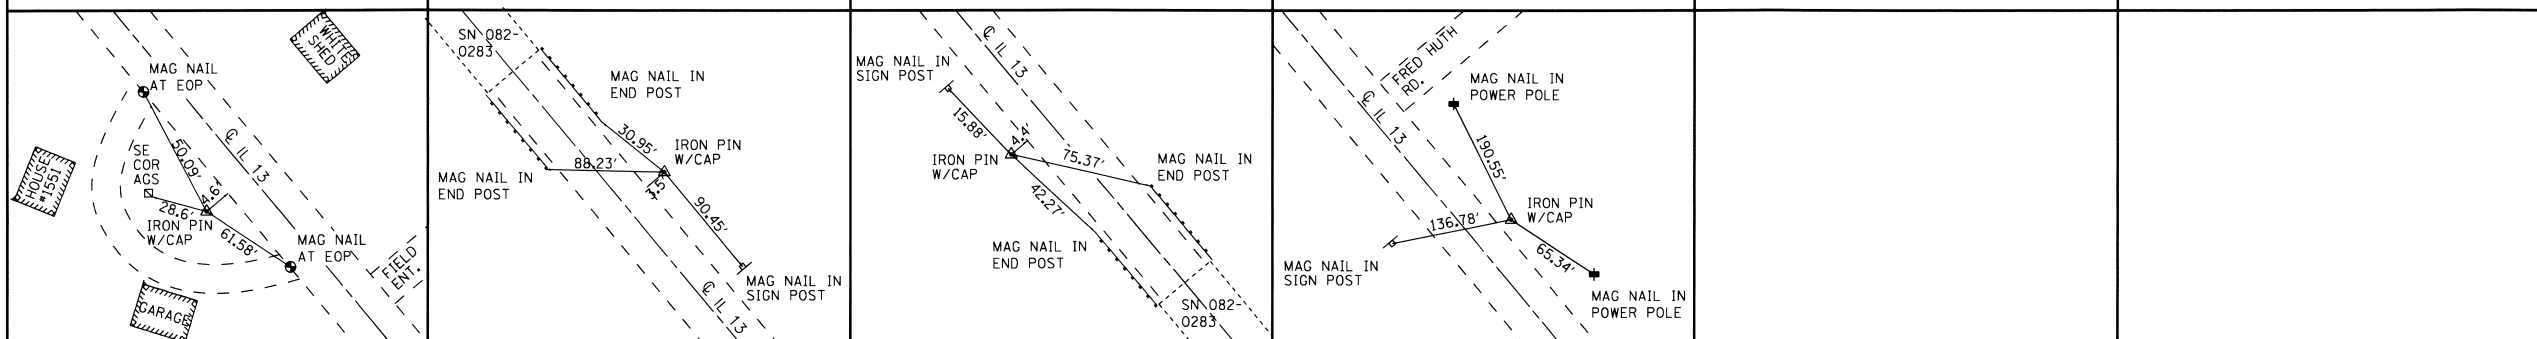 WHITE
SHED
MAG NAIL
AT EOP
℄ IL 13
50.09'
SE
COR
AGS
HOUSE
#1551
4.6'
28.6'
IRON PIN
W/CAP
61.58'
MAG NAIL
AT EOP
FIELD
ENT.
GARAGE
SN 082-
0283
MAG NAIL IN
END POST
30.95'
IRON PIN
W/CAP
88.23'
MAG NAIL IN
END POST
90.45'
MAG NAIL IN
SIGN POST
℄ IL 13
℄ IL 13
MAG NAIL IN
SIGN POST
15.88'
4.4'
IRON PIN
W/CAP
75.37'
MAG NAIL IN
END POST
42.27'
MAG NAIL IN
END POST
SN 082-
0283
FRED HUTH
RD.
℄ IL 13
MAG NAIL IN
POWER POLE
190.55'
IRON PIN
W/CAP
136.78'
MAG NAIL IN
SIGN POST
65.34'
MAG NAIL IN
POWER POLE